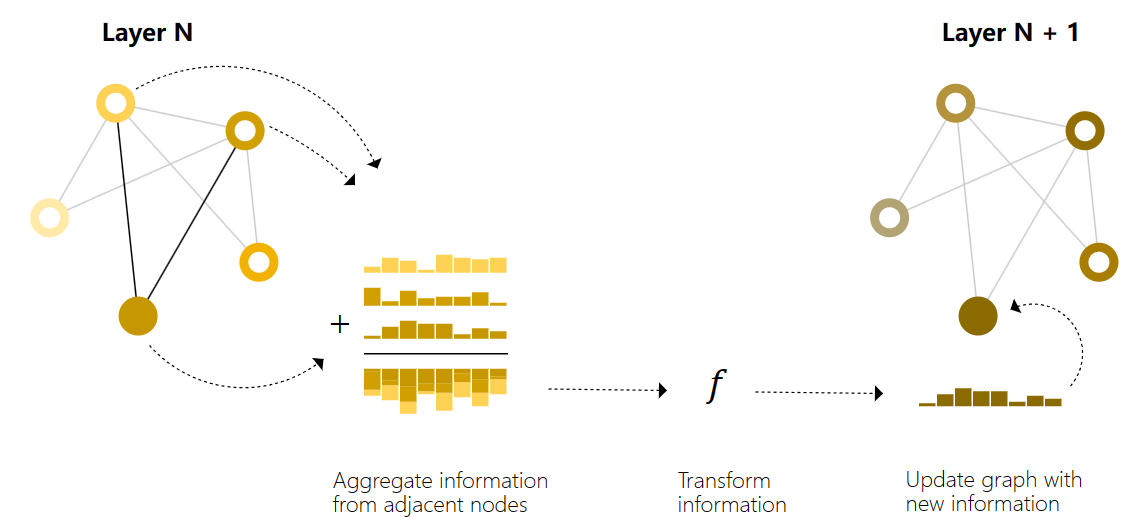 Layer N
Layer N + 1
+
f
Aggregate information
from adjacent nodes
Transform
information
Update graph with
new information